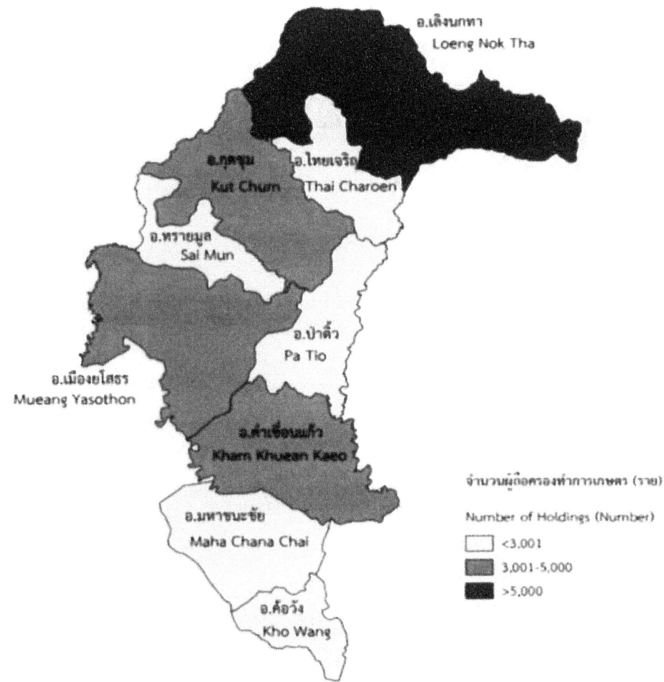 อ.เลิงนกทา
Loeng Nok Tha
อ.กุดชุม
Kut Chum
อ.ไทยเจริญ
Thai Charoen
อ.ทรายมูล
Sai Mun
อ.ป่าติ้ว
Pa Tio
อ.เมืองยโสธร
Mueang Yasothon
อ.คำเขื่อนแก้ว
Kham Khuean Kaeo
อ.มหาชนะชัย
Maha Chana Chai
อ.ค้อวัง
Kho Wang
จำนวนผู้ถือครองทำการเกษตร (ราย)
Number of Holdings (Number)
<3,001
3,001-5,000
>5,000